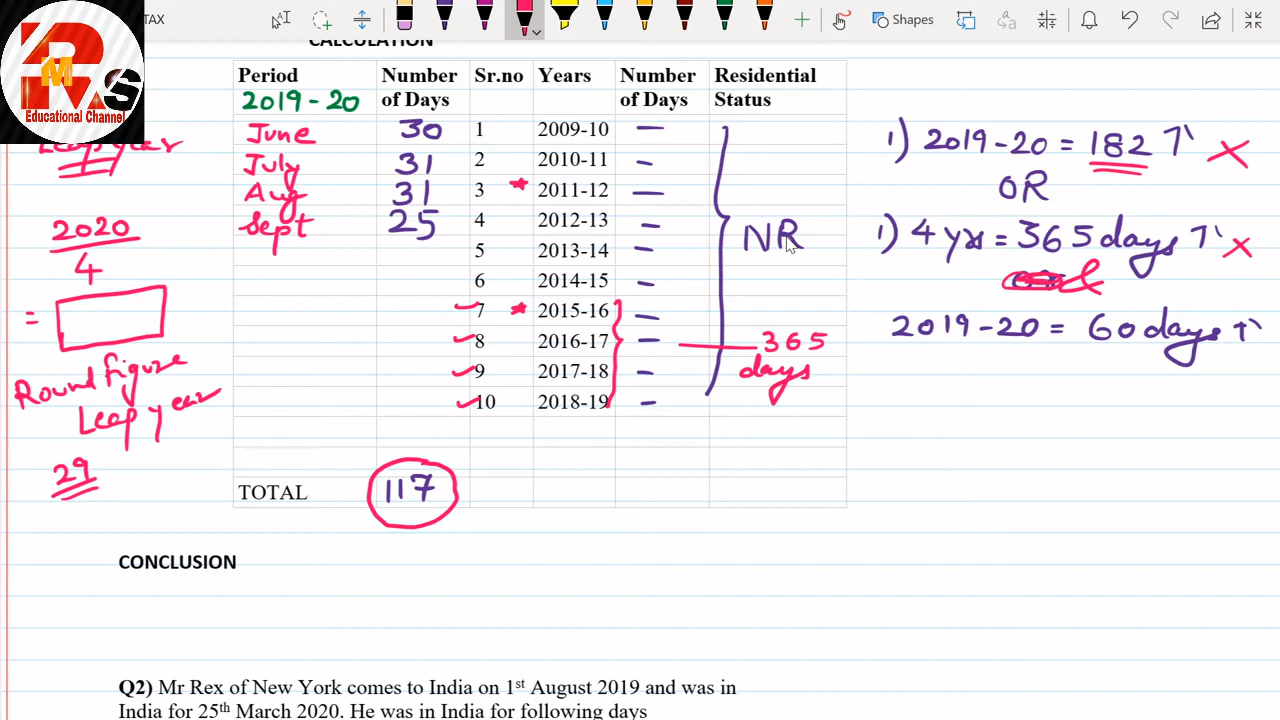 TAX
Shapes
R
M
PV S
Educational Channel
CALCULATION
Period Number of Days Sr.no Years Number of Days Residential Status
2019-20
June 30 1 2009-10 —
July 31 2 2010-11 —
Aug 31 3 * 2011-12 —
Sept 25 4 2012-13 —
5 2013-14 —
6 2014-15 —
7 * 2015-16 —
8 2016-17 —
9 2017-18 —
10 2018-19 —
NR
365 days
TOTAL 117
Leap year
2020
4
=
Round figure
Leap year
29
1) 2019-20 = 182 ↑ X
OR
1) 4 yrs = 365 days ↑ X
2019-20 = 60 days ↑
CONCLUSION
Q2) Mr Rex of New York comes to India on 1st August 2019 and was in
India for 25th March 2020. He was in India for following days